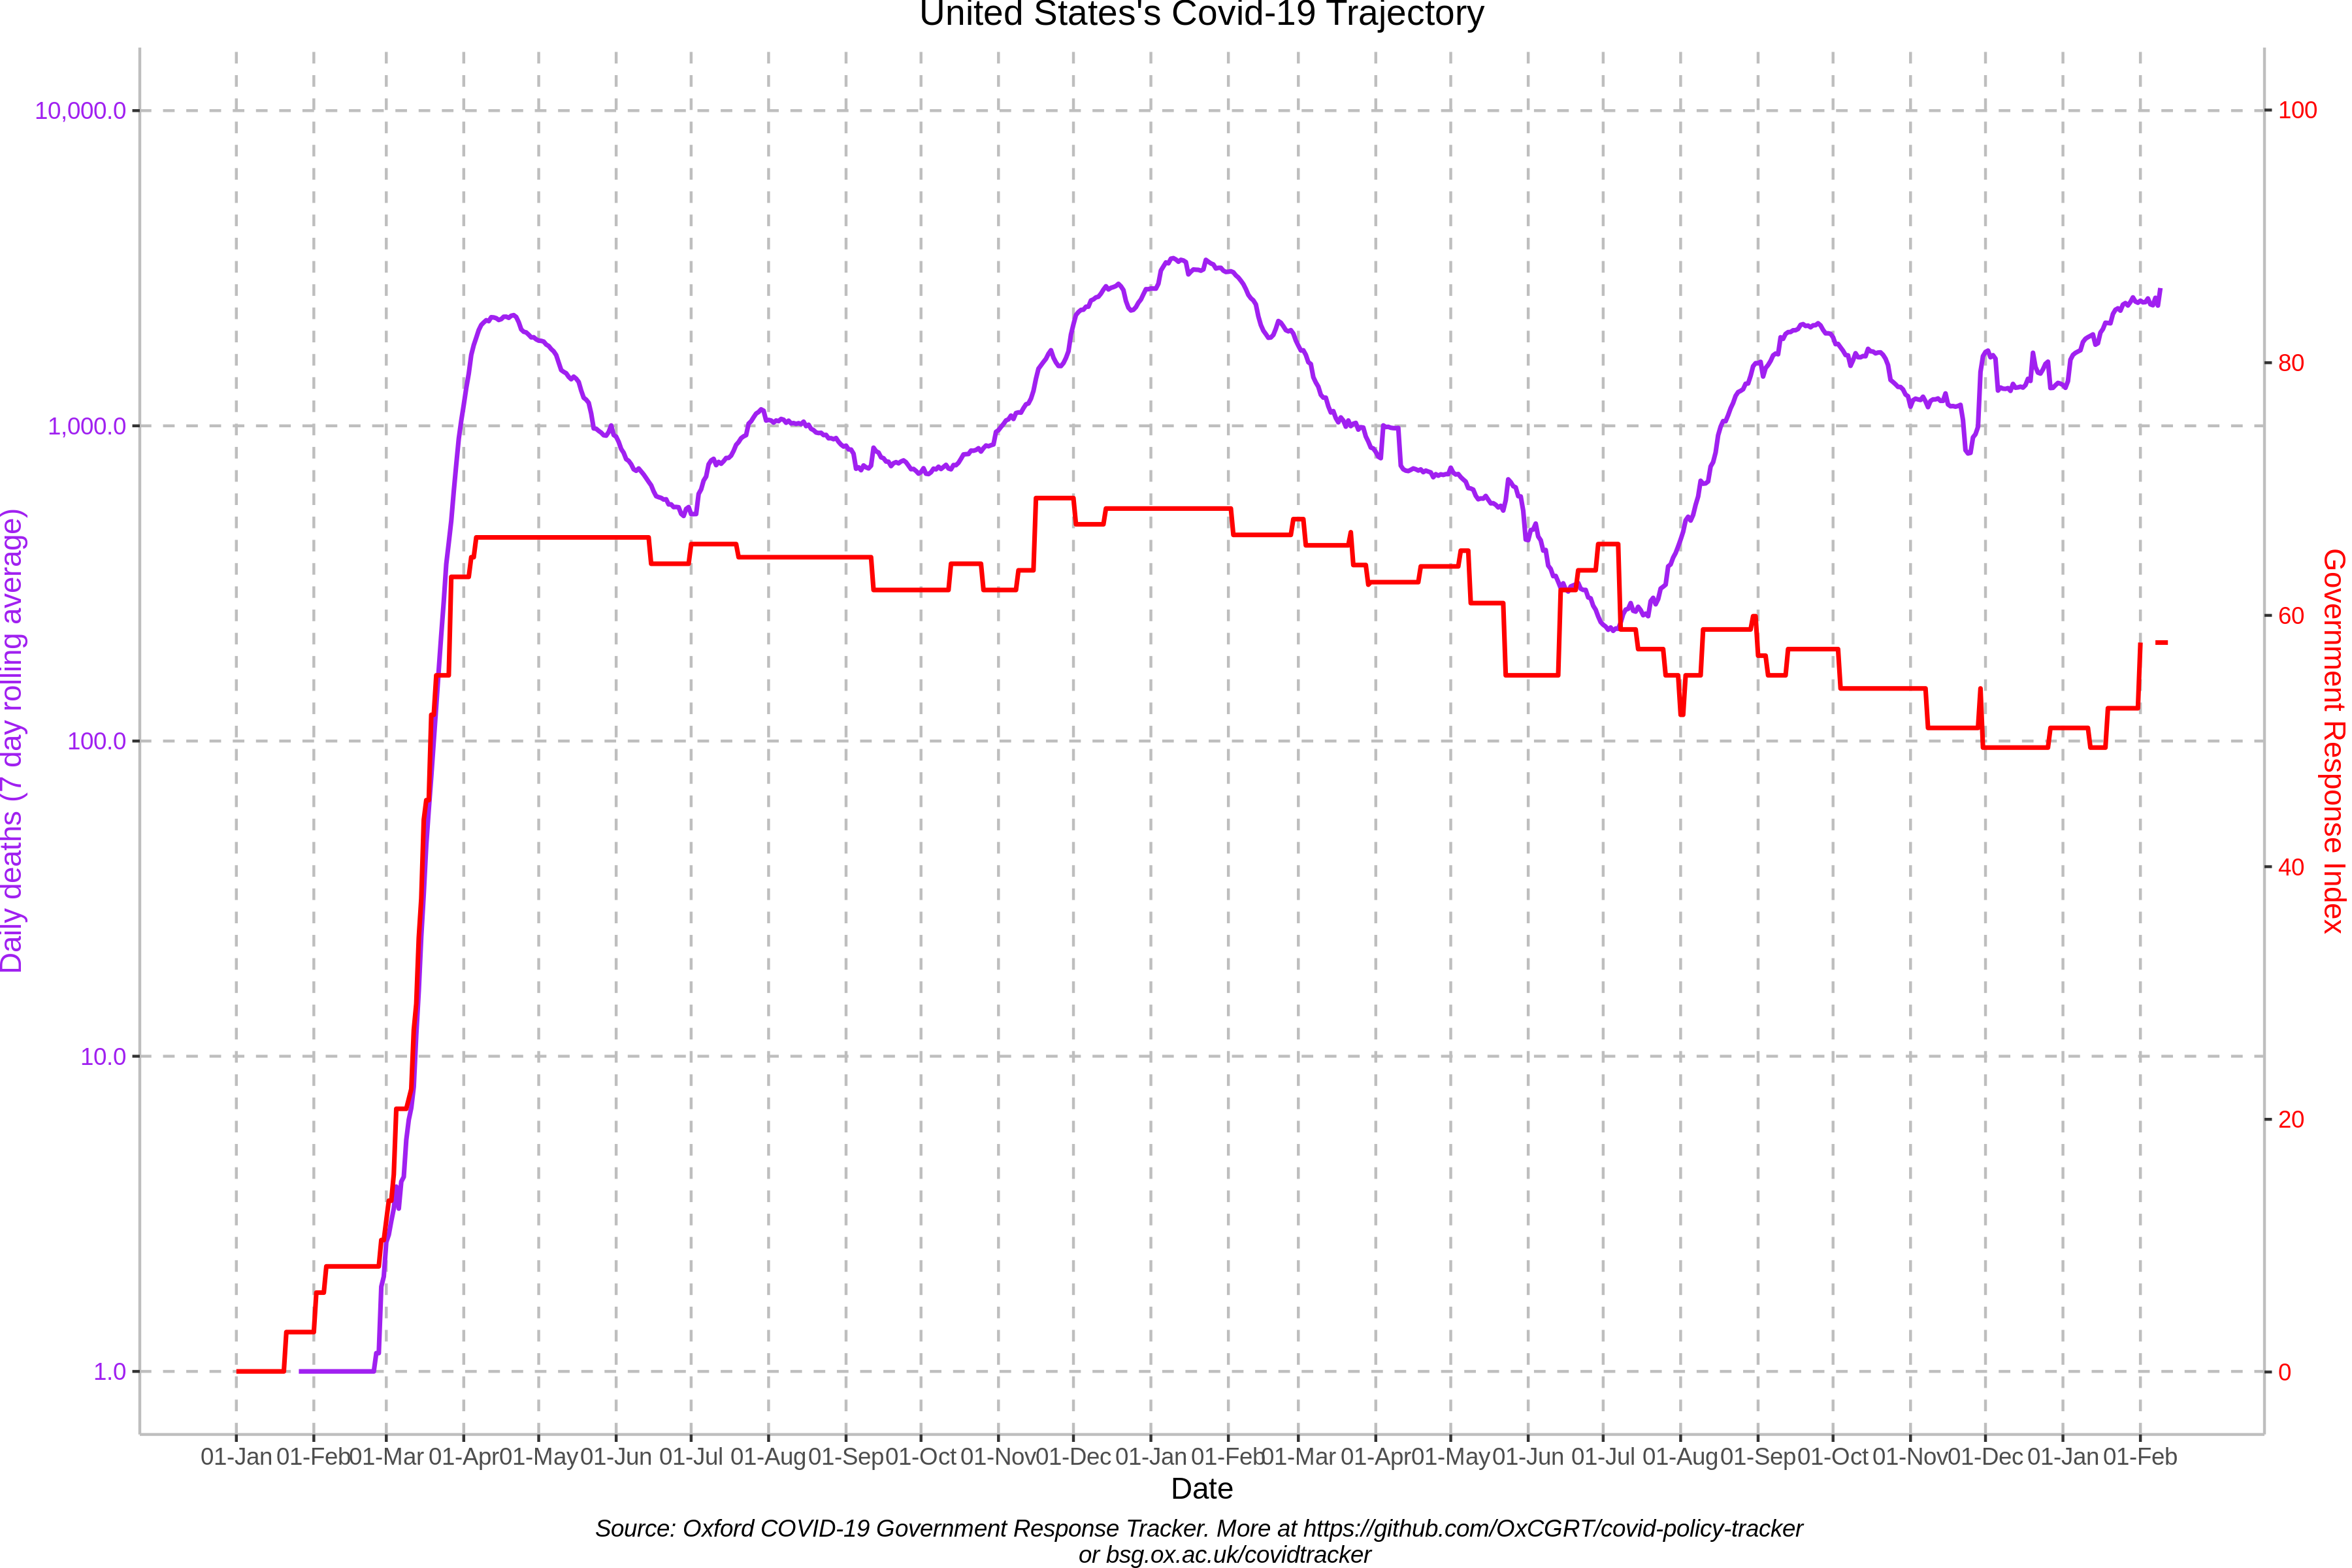 United States's Covid-19 Trajectory
10,000.0
1,000.0
100.0
10.0
1.0
Daily deaths (7 day rolling average)
100
80
60
40
20
0
Government Response Index
01-Jan 01-Feb 01-Mar 01-Apr 01-May 01-Jun 01-Jul 01-Aug 01-Sep 01-Oct 01-Nov 01-Dec 01-Jan 01-Feb 01-Mar 01-Apr 01-May 01-Jun 01-Jul 01-Aug 01-Sep 01-Oct 01-Nov 01-Dec 01-Jan 01-Feb
Date
Source: Oxford COVID-19 Government Response Tracker. More at https://github.com/OxCGRT/covid-policy-tracker
or bsg.ox.ac.uk/covidtracker